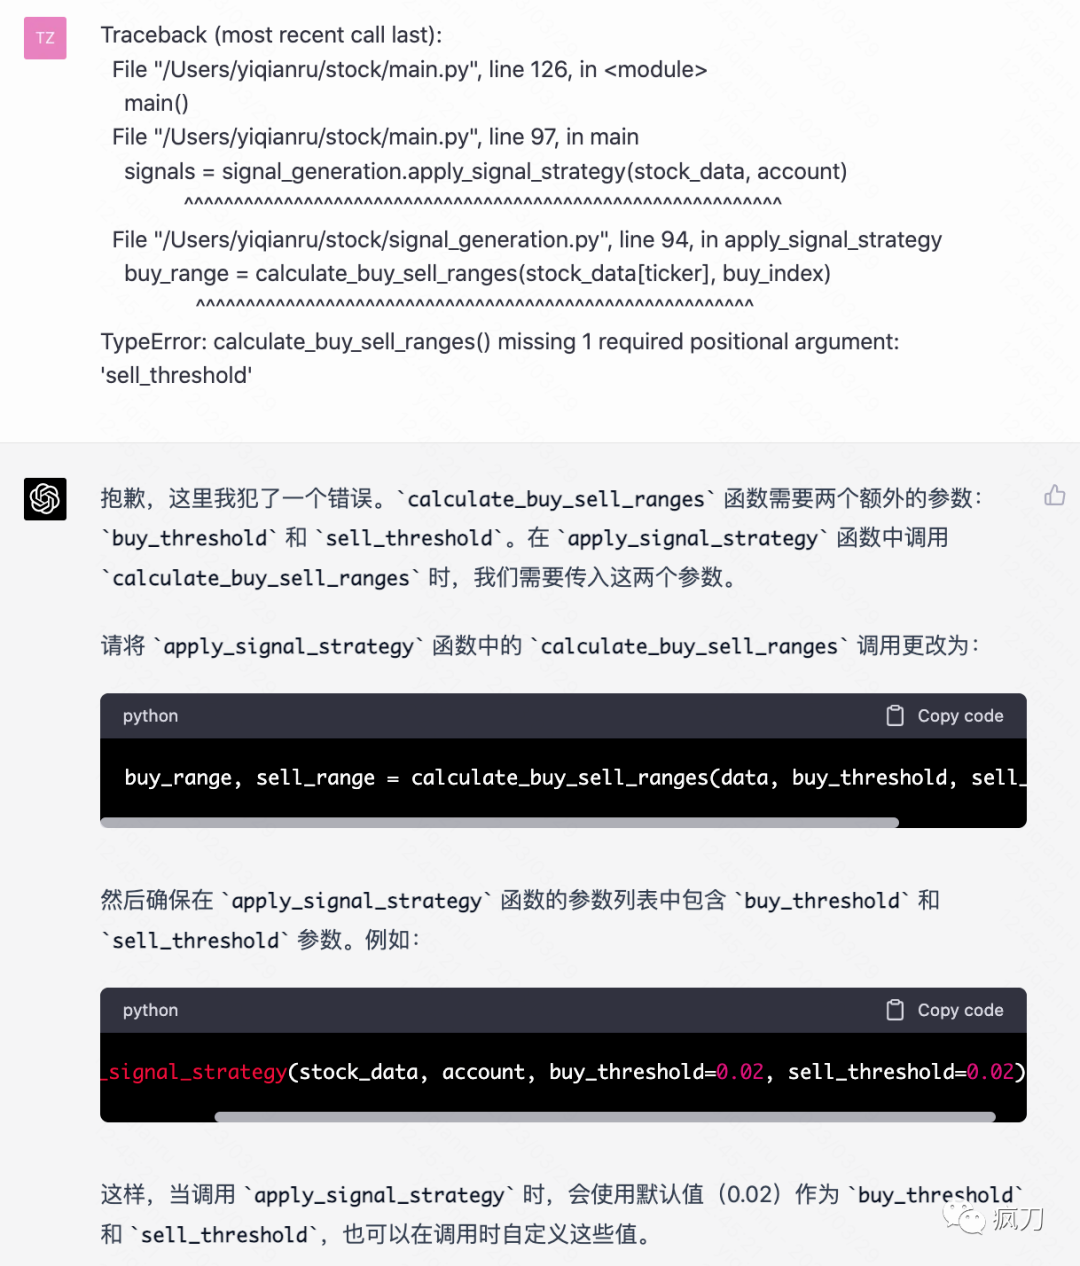 TZ
Traceback (most recent call last):
File "/Users/yiqianru/stock/main.py", line 126, in <module>
main()
File "/Users/yiqianru/stock/main.py", line 97, in main
signals = signal_generation.apply_signal_strategy(stock_data, account)
^^^^^^^^^^^^^^^^^^^^^^^^^^^^^^^^^^^^^^^^^^^^^^^^^^^^^^^^^^^^
File "/Users/yiqianru/stock/signal_generation.py", line 94, in apply_signal_strategy
buy_range = calculate_buy_sell_ranges(stock_data[ticker], buy_index)
^^^^^^^^^^^^^^^^^^^^^^^^^^^^^^^^^^^^^^^^^^^^^^^^^^^^^^^^
TypeError: calculate_buy_sell_ranges() missing 1 required positional argument:
'sell_threshold'
抱歉，这里我犯了一个错误。`calculate_buy_sell_ranges` 函数需要两个额外的参数：
`buy_threshold` 和 `sell_threshold`。在 `apply_signal_strategy` 函数中调用
`calculate_buy_sell_ranges` 时，我们需要传入这两个参数。
请将 `apply_signal_strategy` 函数中的 `calculate_buy_sell_ranges` 调用更改为：
python Copy code
buy_range, sell_range = calculate_buy_sell_ranges(data, buy_threshold, sell_
然后确保在 `apply_signal_strategy` 函数的参数列表中包含 `buy_threshold` 和
`sell_threshold` 参数。例如：
python Copy code
_signal_strategy(stock_data, account, buy_threshold=0.02, sell_threshold=0.02)
这样，当调用 `apply_signal_strategy` 时，会使用默认值（0.02）作为 `buy_threshold`
和 `sell_threshold`，也可以在调用时自定义这些值。
疯刀